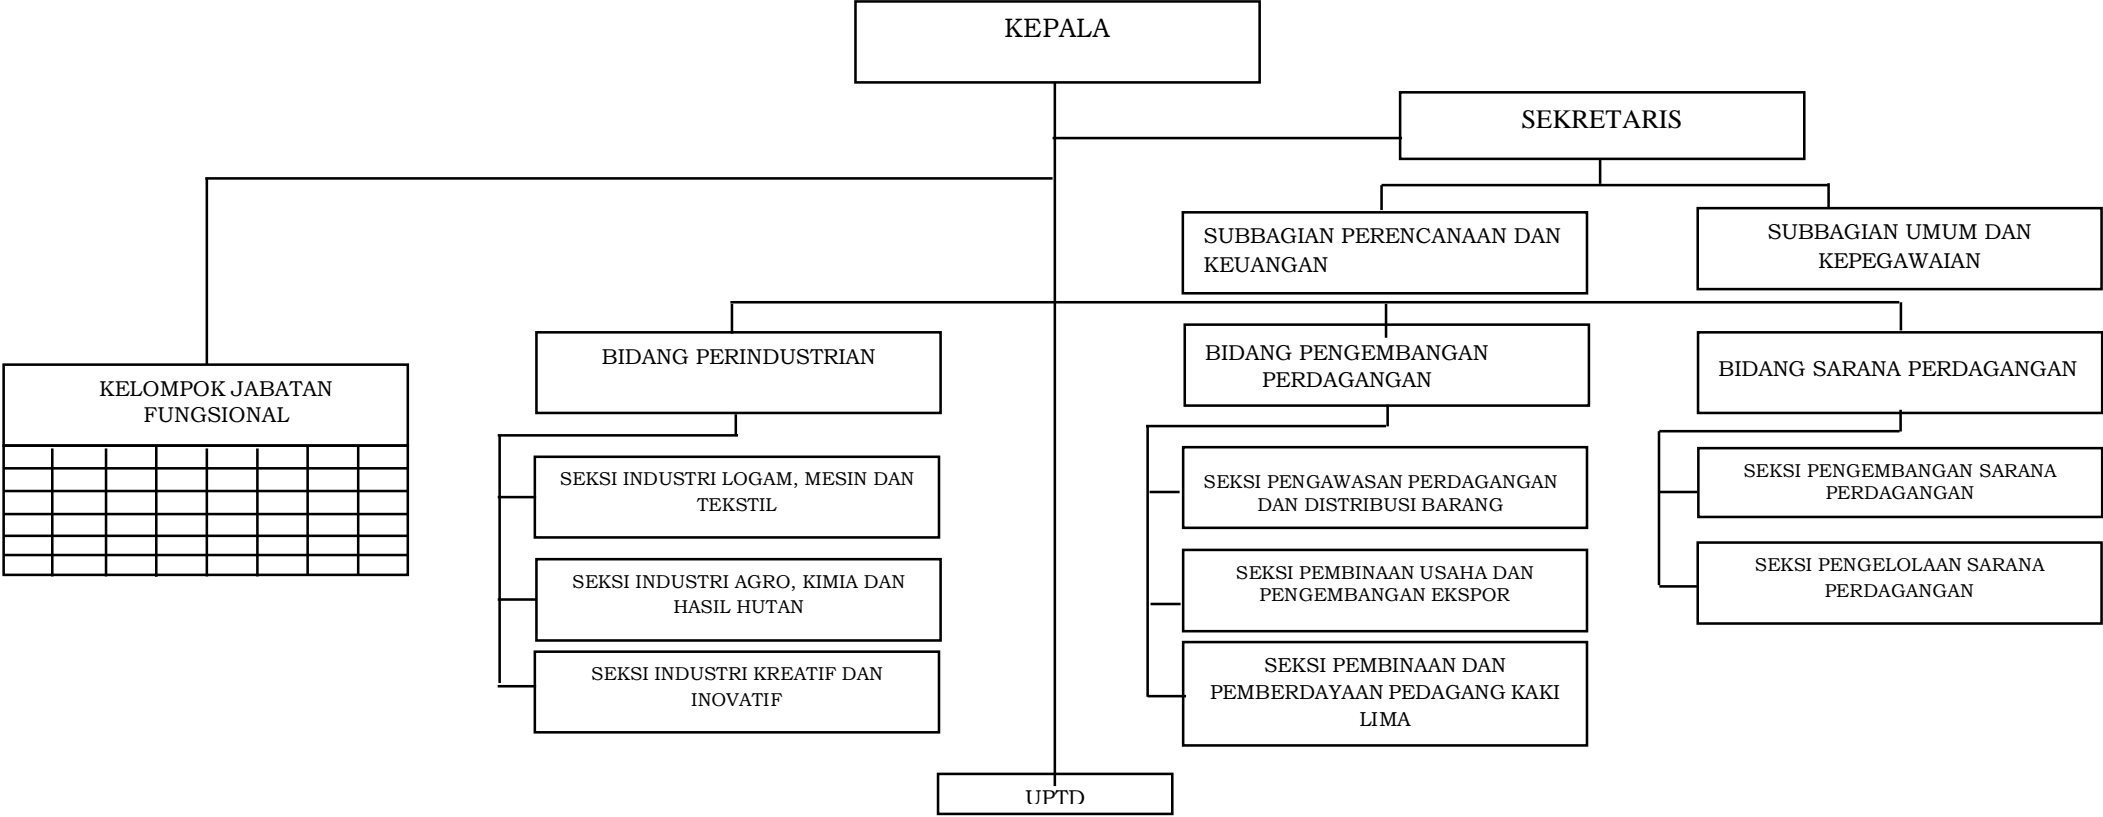 KEPALA
SEKRETARIS
SUBBAGIAN PERENCANAAN DAN
KEUANGAN
SUBBAGIAN UMUM DAN
KEPEGAWAIAN
KELOMPOK JABATAN
FUNGSIONAL
BIDANG PERINDUSTRIAN
SEKSI INDUSTRI LOGAM, MESIN DAN
TEKSTIL
SEKSI INDUSTRI AGRO, KIMIA DAN
HASIL HUTAN
SEKSI INDUSTRI KREATIF DAN
INOVATIF
BIDANG PENGEMBANGAN
PERDAGANGAN
SEKSI PENGAWASAN PERDAGANGAN
DAN DISTRIBUSI BARANG
SEKSI PEMBINAAN USAHA DAN
PENGEMBANGAN EKSPOR
SEKSI PEMBINAAN DAN
PEMBERDAYAAN PEDAGANG KAKI
LIMA
BIDANG SARANA PERDAGANGAN
SEKSI PENGEMBANGAN SARANA
PERDAGANGAN
SEKSI PENGELOLAAN SARANA
PERDAGANGAN
UPTD